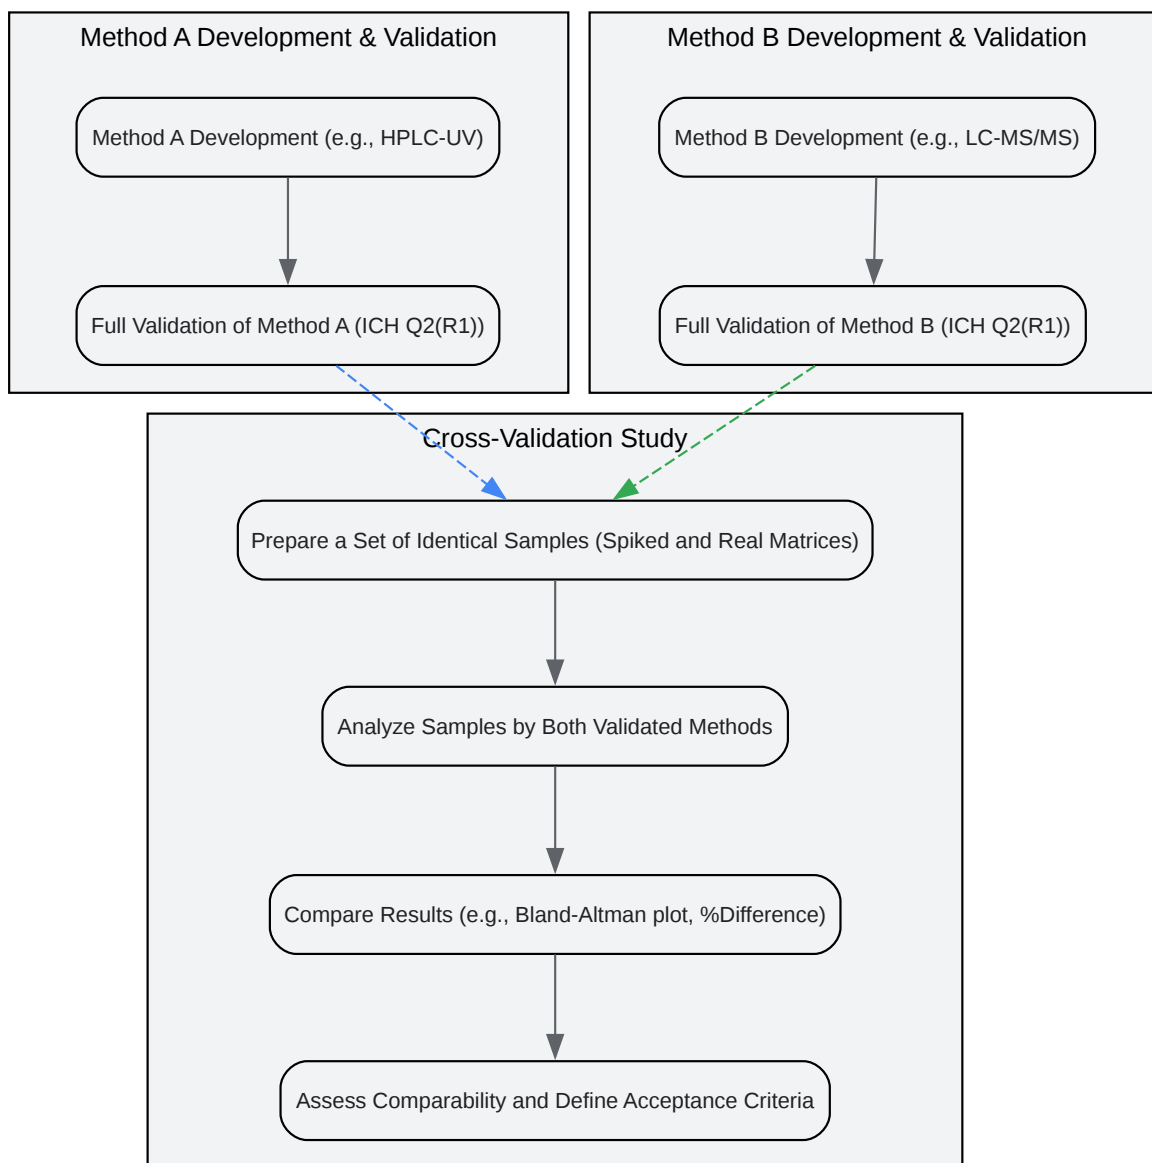 Method A Development & Validation
Method A Development (e.g., HPLC-UV)
Full Validation of Method A (ICH Q2(R1))
Method B Development & Validation
Method B Development (e.g., LC-MS/MS)
Full Validation of Method B (ICH Q2(R1))
Cross-Validation Study
Prepare a Set of Identical Samples (Spiked and Real Matrices)
Analyze Samples by Both Validated Methods
Compare Results (e.g., Bland-Altman plot, %Difference)
Assess Comparability and Define Acceptance Criteria